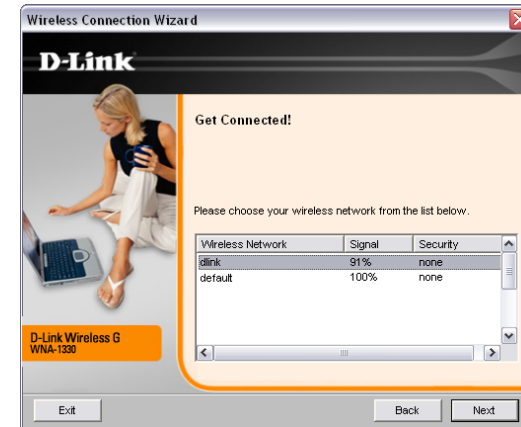 Wireless Connection Wizard
D-Link
Get Connected!
Please choose your wireless network from the list below.
Wireless Network Signal Security
dlink 91% none
default 100% none
D-Link Wireless G
WNA-1330
Exit Back Next